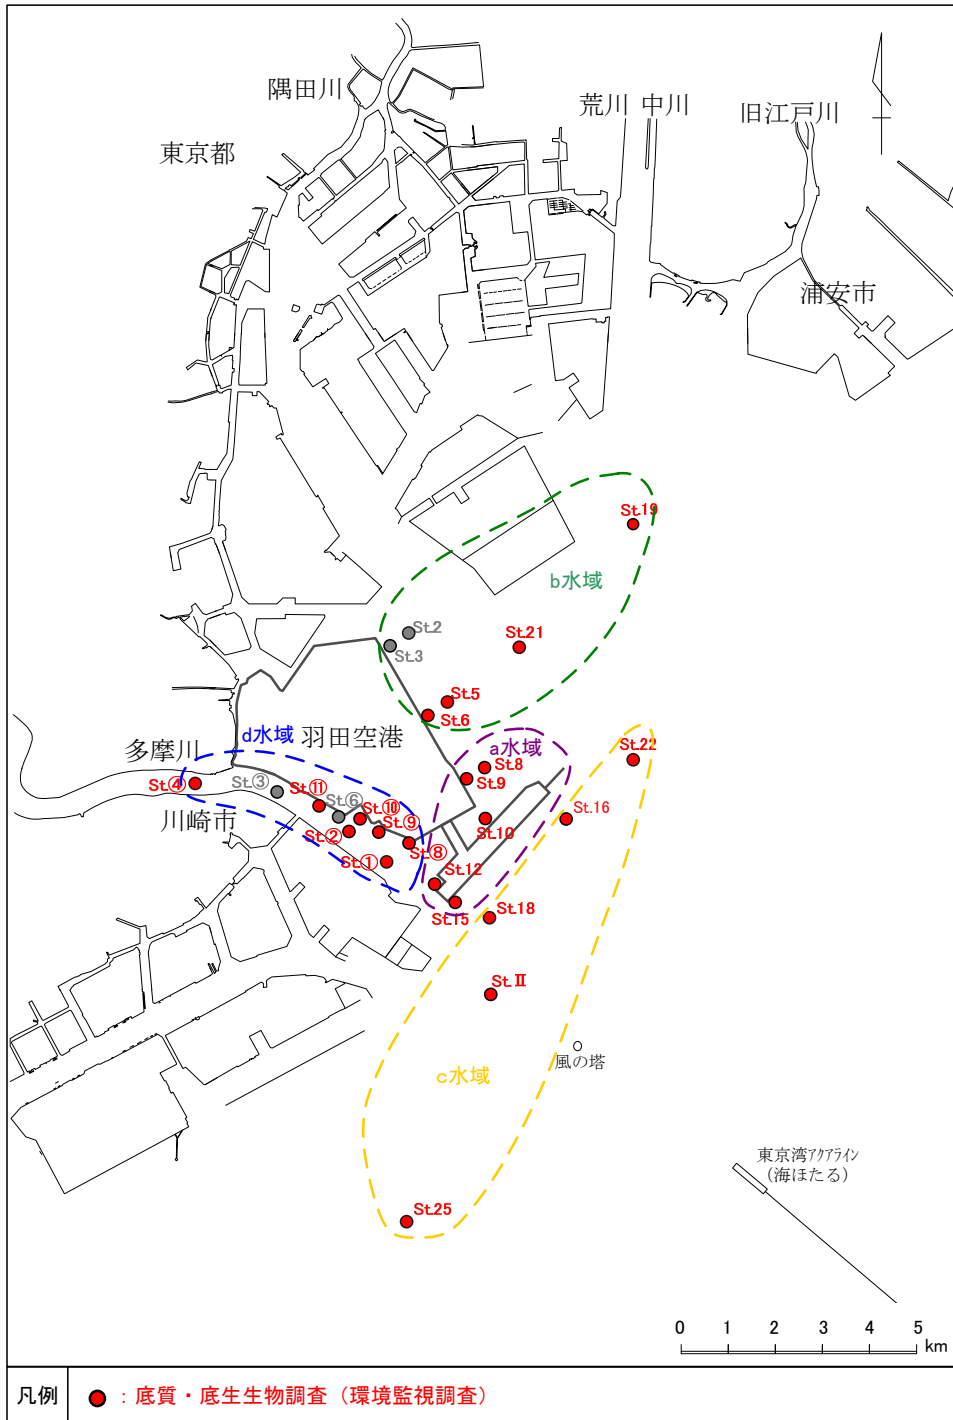 隅田川
荒川 中川
旧江戸川
東京都
浦安市
St.19
b水域
St.2
St.3
St.21
St.5
St.6
d水域
羽田空港
a水域
多摩川
St.22
St.8
St.9
St.④
St.③
St.⑪
St.⑥
St.⑩
St.16
川崎市
St.②
St.⑨
St.10
St.⑧
St.①
St.12
St.15
St.18
St.Ⅱ
風の塔
c水域
東京湾アクアライン
(海ほたる)
St.25
0 1 2 3 4 5
km
凡例
：底質・底生生物調査（環境監視調査）